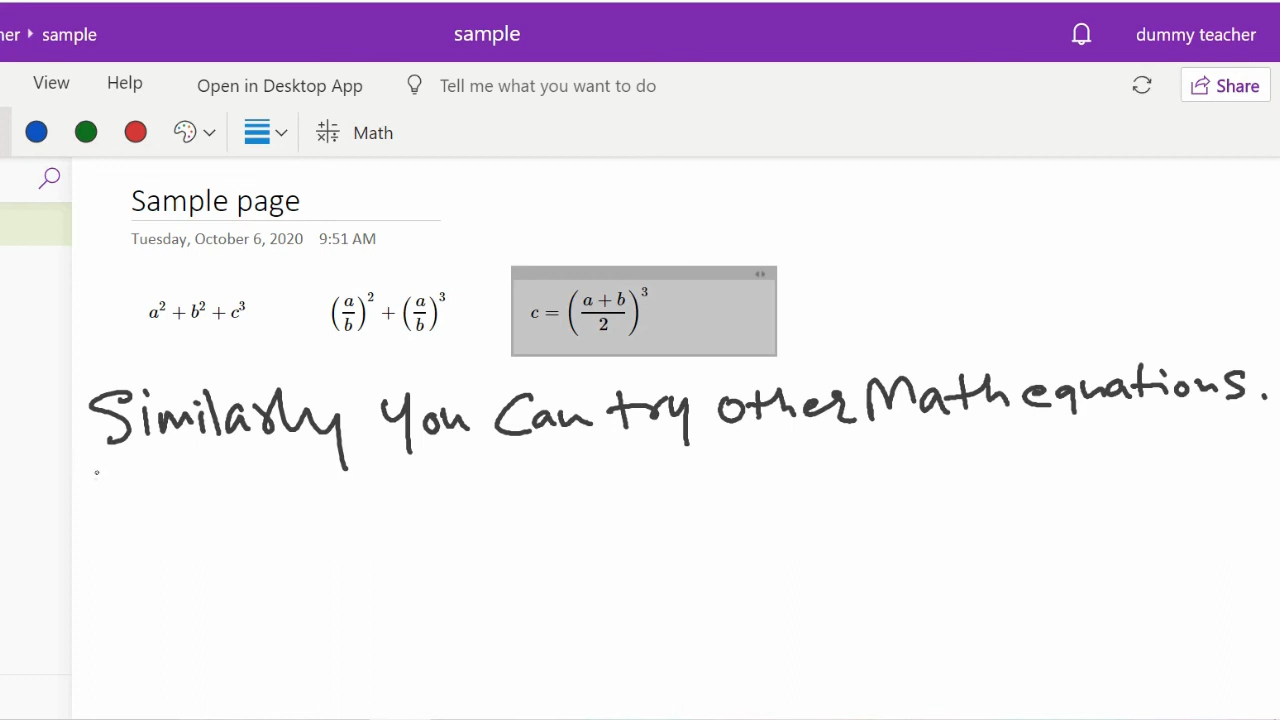 ner ▸ sample
sample
dummy teacher
View Help Open in Desktop App Tell me what you want to do Share
Math
Sample page
Tuesday, October 6, 2020 9:51 AM
a² + b² + c³ (a/b)² + (a/b)³ c = ((a + b)/2)³
Similarly you can try other Math equations.